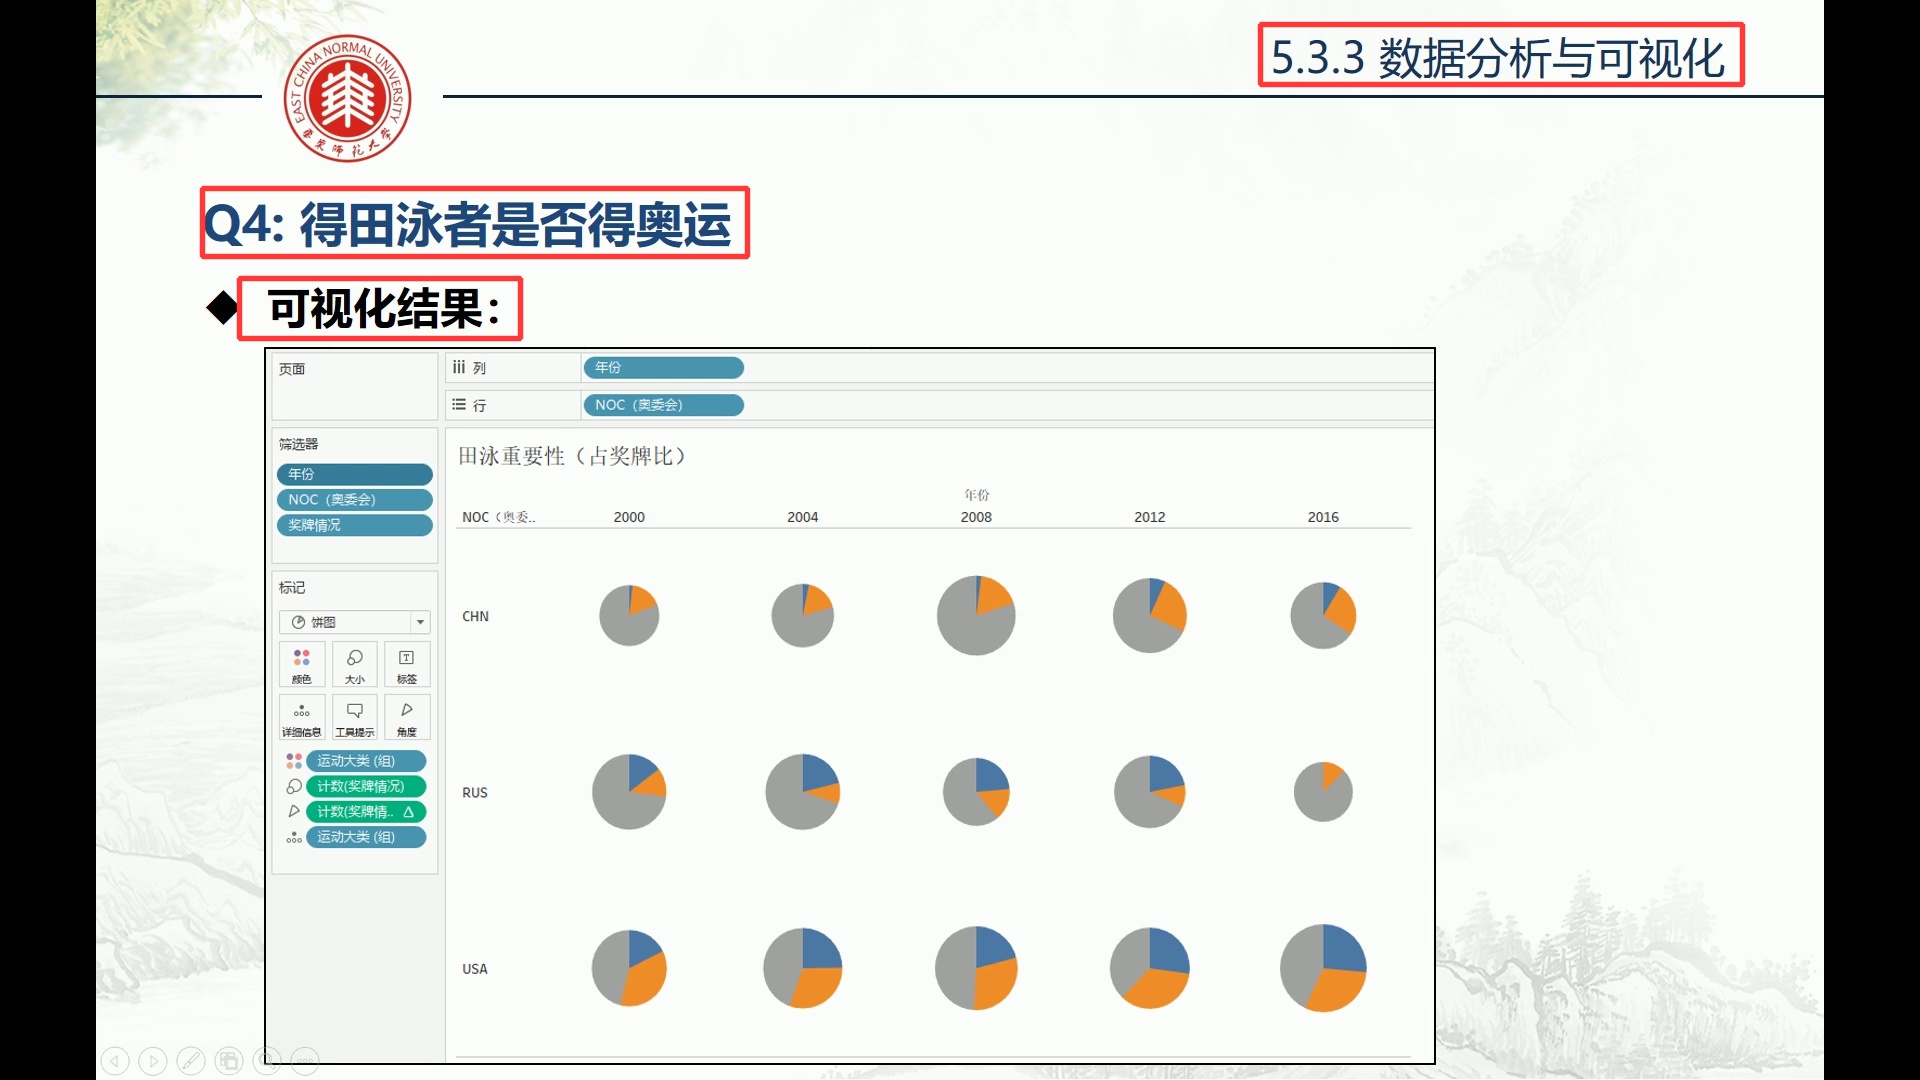 5.3.3 数据分析与可视化
EAST CHINA NORMAL UNIVERSITY
华东师范大学
Q4: 得田泳者是否得奥运
◆ 可视化结果：
页面
列 年份
行 NOC（奥委会）
筛选器
年份
NOC（奥委会）
奖牌情况
标记
饼图
颜色 大小 标签
详细信息 工具提示 角度
运动大类 (组)
计数(奖牌情况)
计数(奖牌情.. Δ
运动大类 (组)
田泳重要性（占奖牌比）
年份
NOC（奥委.. 2000 2004 2008 2012 2016
CHN
RUS
USA